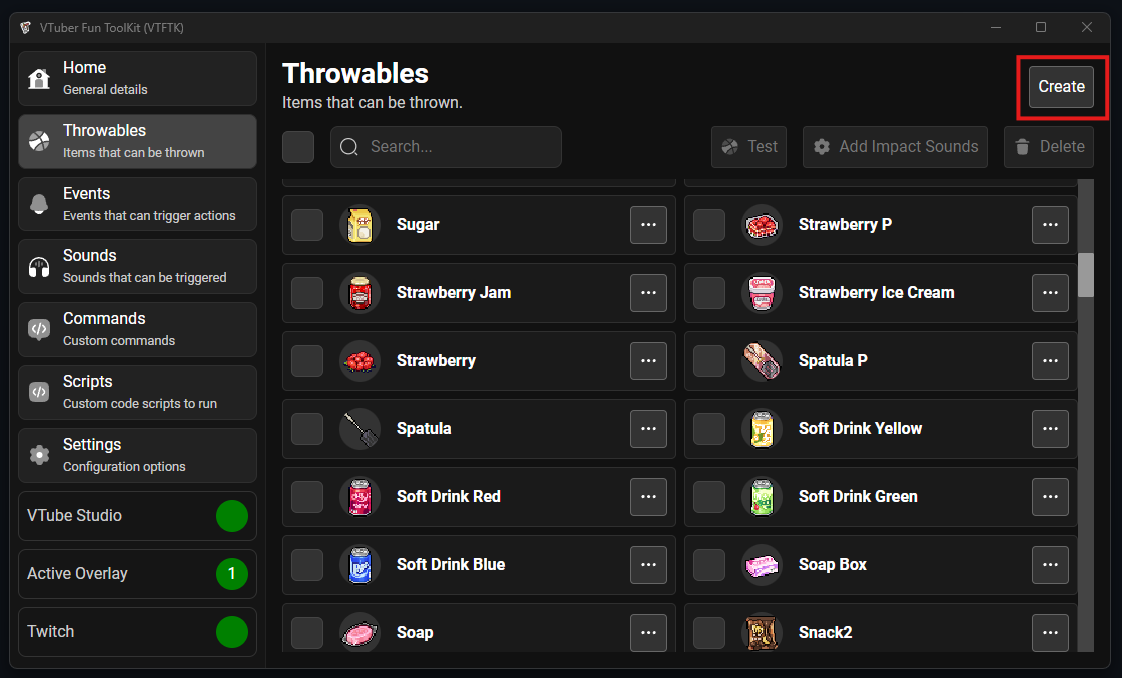 VTuber Fun ToolKit (VTFTK)
Home
General details
Throwables
Items that can be thrown
Events
Events that can trigger actions
Sounds
Sounds that can be triggered
Commands
Custom commands
Scripts
Custom code scripts to run
Settings
Configuration options
VTube Studio
Active Overlay 1
Twitch
Throwables
Items that can be thrown.
Create
Search...
Test
Add Impact Sounds
Delete
Sugar
Strawberry P
Strawberry Jam
Strawberry Ice Cream
Strawberry
Spatula P
Spatula
Soft Drink Yellow
Soft Drink Red
Soft Drink Green
Soft Drink Blue
Soap Box
Soap
Snack2